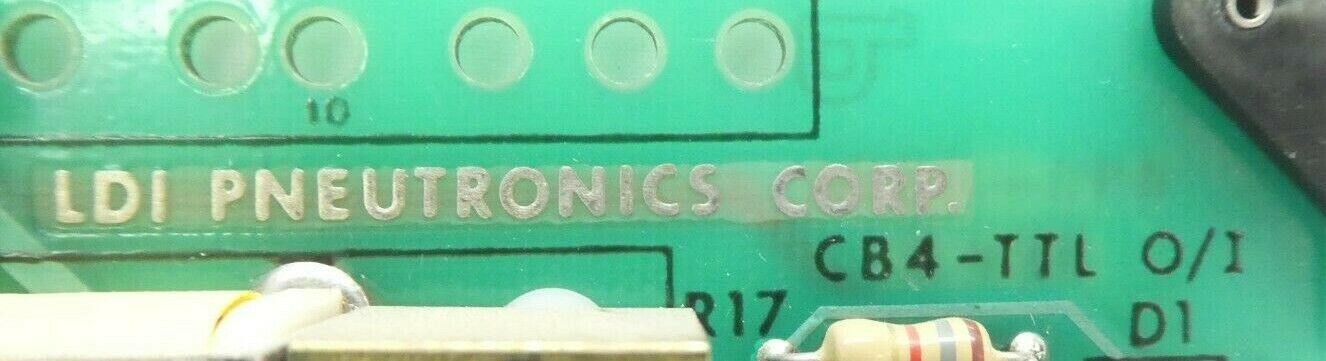 10
LDI PNEUTRONICS CORP.
CB4-TTL O/I
R17
D1